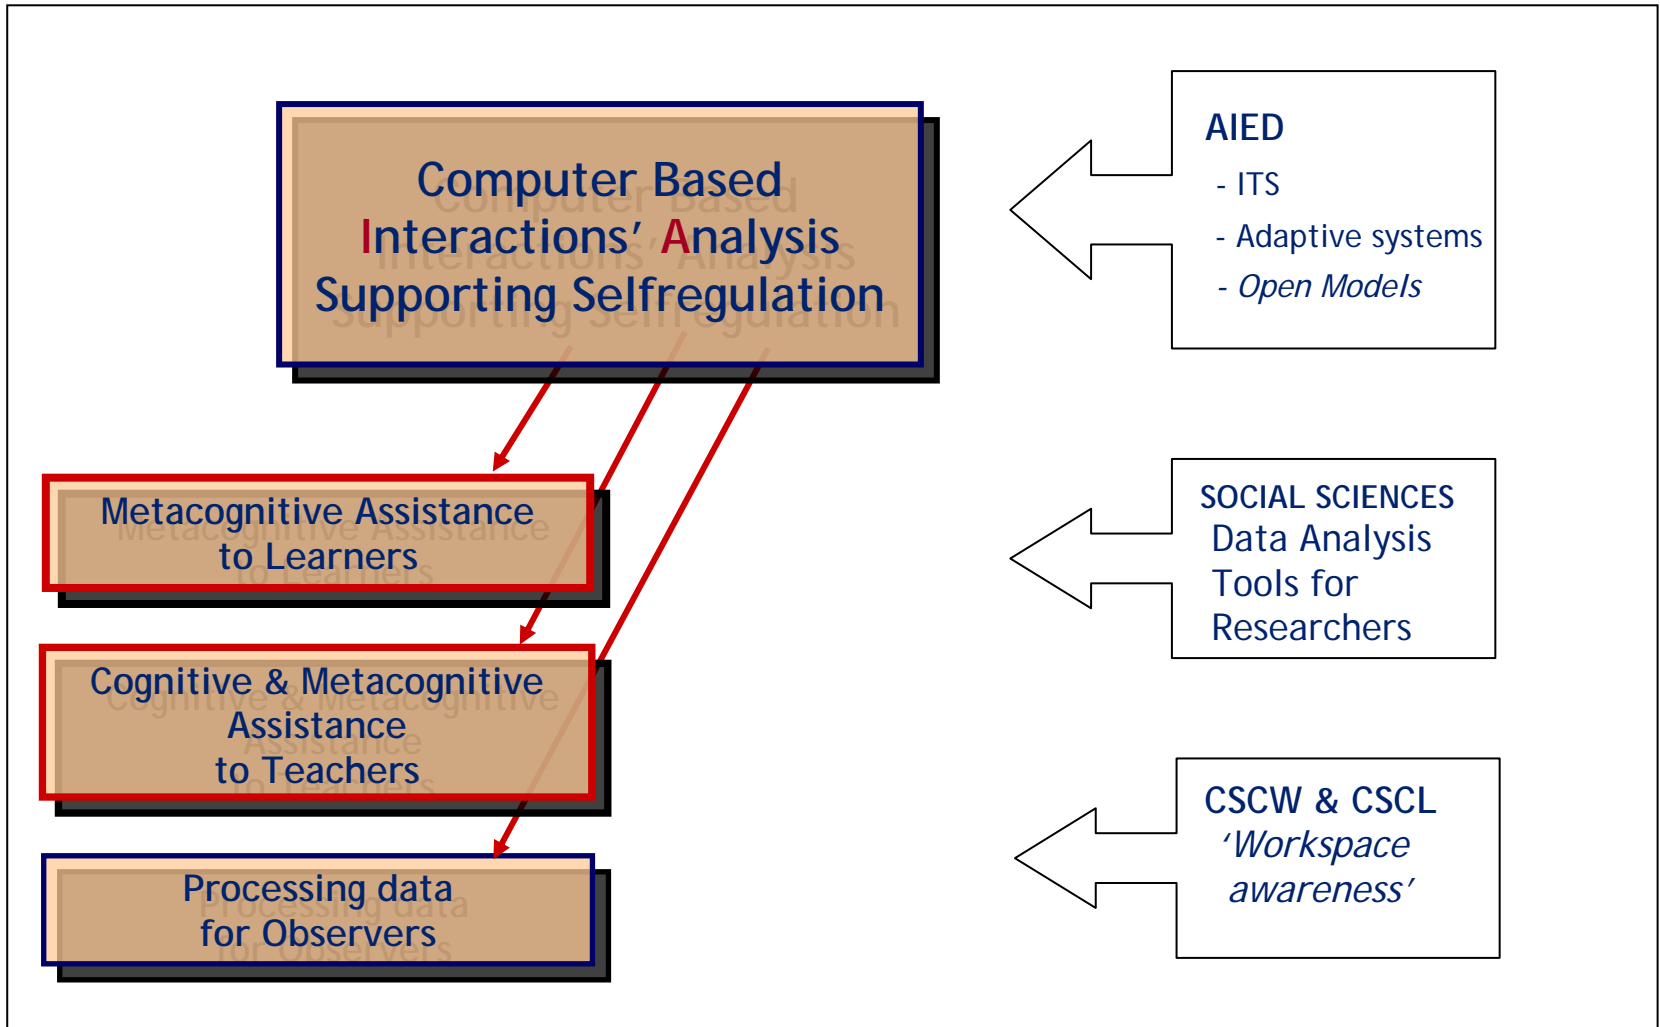 Computer Based
Interactions’ Analysis
Supporting Selfregulation
Metacognitive Assistance
to Learners
Cognitive & Metacognitive
Assistance
to Teachers
Processing data
for Observers
AIED
- ITS
- Adaptive systems
- Open Models
SOCIAL SCIENCES
Data Analysis
Tools for
Researchers
CSCW & CSCL
‘Workspace
awareness’